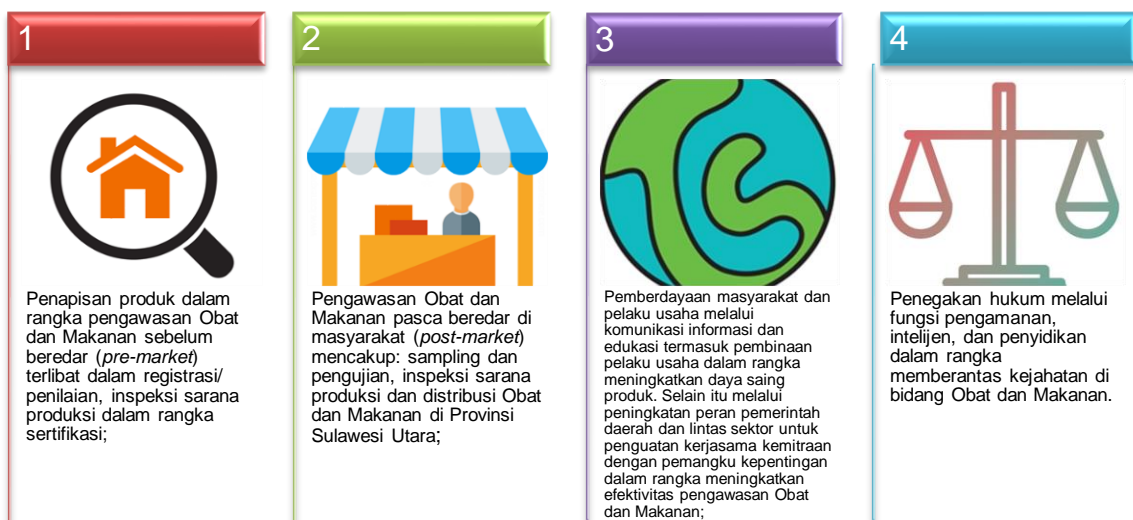 1
Penapisan produk dalam
rangka pengawasan Obat
dan Makanan sebelum
beredar (pre-market)
terlibat dalam registrasi/
penilaian, inspeksi sarana
produksi dalam rangka
sertifikasi;
2
Pengawasan Obat dan
Makanan pasca beredar di
masyarakat (post-market)
mencakup: sampling dan
pengujian, inspeksi sarana
produksi dan distribusi Obat
dan Makanan di Provinsi
Sulawesi Utara;
3
Pemberdayaan masyarakat dan
pelaku usaha melalui
komunikasi informasi dan
edukasi termasuk pembinaan
pelaku usaha dalam rangka
meningkatkan daya saing
produk. Selain itu melalui
peningkatan peran pemerintah
daerah dan lintas sektor untuk
penguatan kerjasama kemitraan
dengan pemangku kepentingan
dalam rangka meningkatkan
efektivitas pengawasan Obat
dan Makanan;
4
Penegakan hukum melalui
fungsi pengamanan,
intelijen, dan penyidikan
dalam rangka
memberantas kejahatan di
bidang Obat dan Makanan.